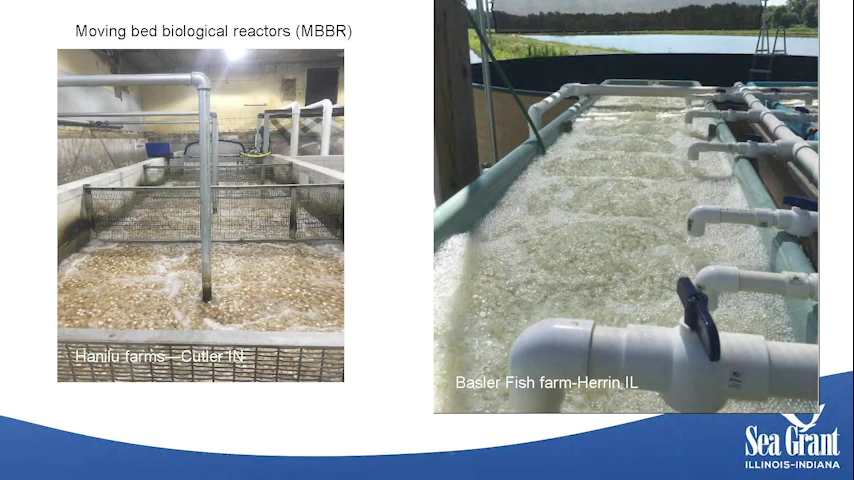 Moving bed biological reactors (MBBR)
Hanilu farms—Cutler IN
Basler Fish farm-Herrin IL
Sea Grant
ILLINOIS-INDIANA